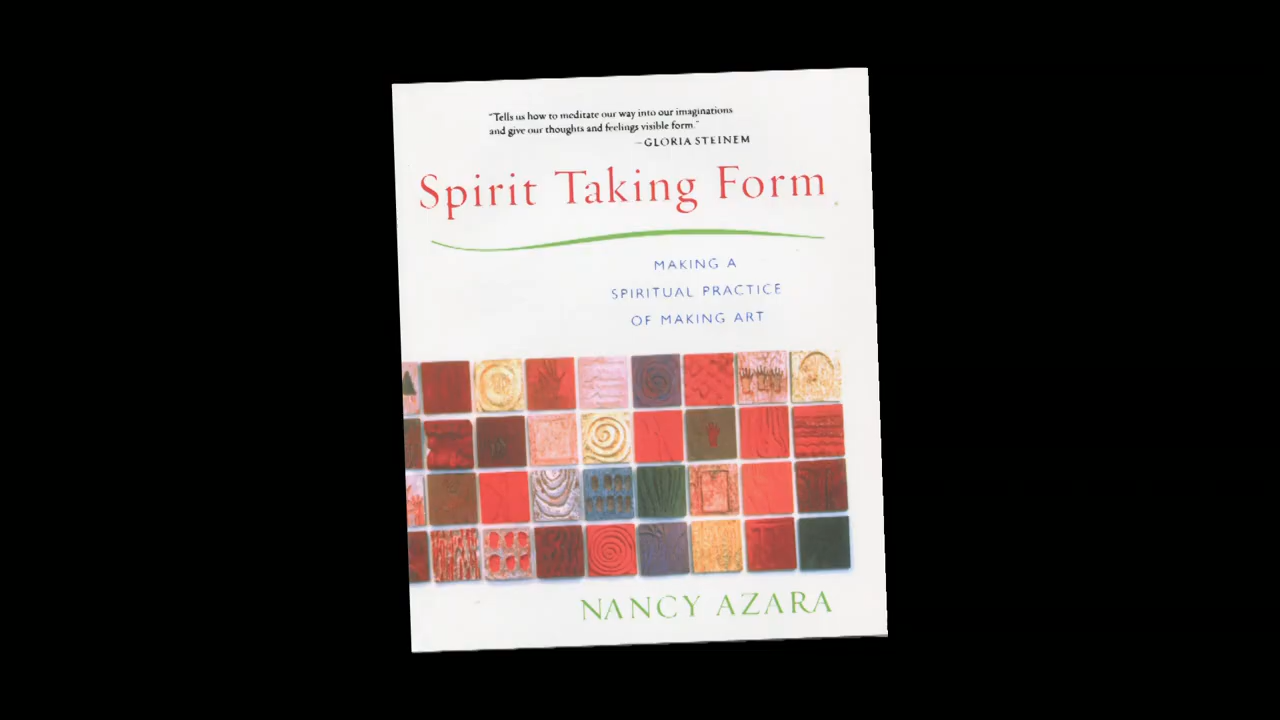 "Tells us how to meditate our way into our imaginations
and give our thoughts and feelings visible form."
—GLORIA STEINEM
Spirit Taking Form
MAKING A
SPIRITUAL PRACTICE
OF MAKING ART
NANCY AZARA